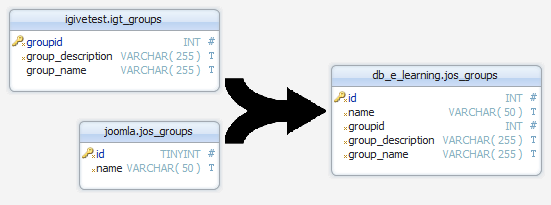 igivetest.igt_groups
groupid INT #
group_description VARCHAR( 255 ) T
group_name VARCHAR( 255 ) T
joomla.jos_groups
id TINYINT #
name VARCHAR( 50 ) T
db_e_learning.jos_groups
id INT #
name VARCHAR( 50 ) T
groupid INT #
group_description VARCHAR( 255 ) T
group_name VARCHAR( 255 ) T